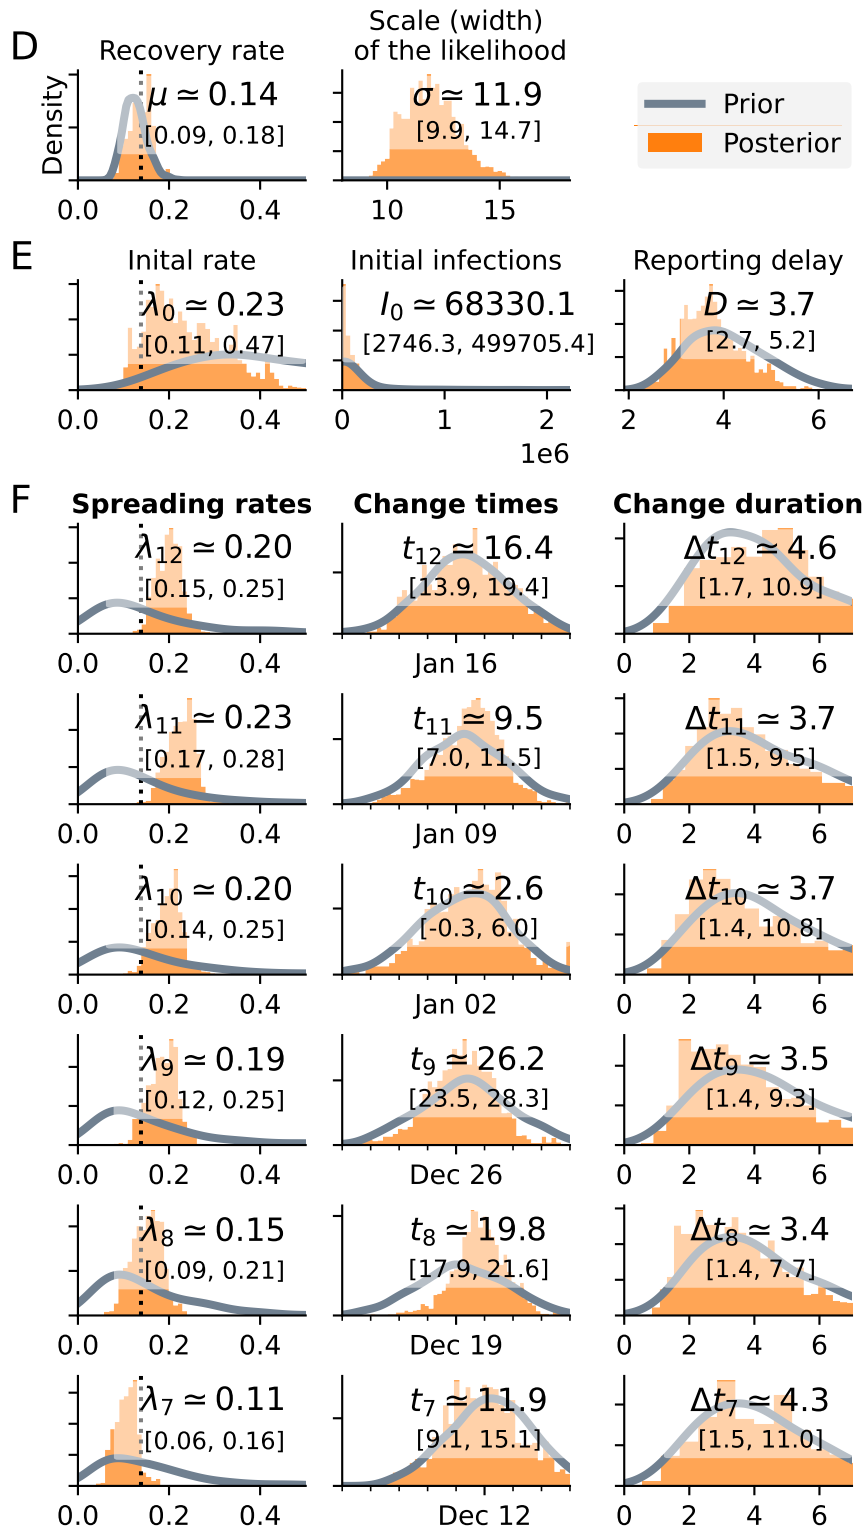 D
Recovery rate
Scale (width)
of the likelihood
Density
μ ≃ 0.14
[0.09, 0.18]
0.0 0.2 0.4
σ ≃ 11.9
[9.9, 14.7]
10 15
Prior
Posterior
E
Inital rate
λ0 ≃ 0.23
[0.11, 0.47]
0.0 0.2 0.4
Initial infections
I0 ≃ 68330.1
[2746.3, 499705.4]
0 1 2
1e6
Reporting delay
D ≃ 3.7
[2.7, 5.2]
2 4 6
F
Spreading rates Change times Change duration
λ12 ≃ 0.20 t12 ≃ 16.4 Δt12 ≃ 4.6
[0.15, 0.25] [13.9, 19.4] [1.7, 10.9]
0.0 0.2 0.4 Jan 16 0 2 4 6
λ11 ≃ 0.23 t11 ≃ 9.5 Δt11 ≃ 3.7
[0.17, 0.28] [7.0, 11.5] [1.5, 9.5]
0.0 0.2 0.4 Jan 09 0 2 4 6
λ10 ≃ 0.20 t10 ≃ 2.6 Δt10 ≃ 3.7
[0.14, 0.25] [-0.3, 6.0] [1.4, 10.8]
0.0 0.2 0.4 Jan 02 0 2 4 6
λ9 ≃ 0.19 t9 ≃ 26.2 Δt9 ≃ 3.5
[0.12, 0.25] [23.5, 28.3] [1.4, 9.3]
0.0 0.2 0.4 Dec 26 0 2 4 6
λ8 ≃ 0.15 t8 ≃ 19.8 Δt8 ≃ 3.4
[0.09, 0.21] [17.9, 21.6] [1.4, 7.7]
0.0 0.2 0.4 Dec 19 0 2 4 6
λ7 ≃ 0.11 t7 ≃ 11.9 Δt7 ≃ 4.3
[0.06, 0.16] [9.1, 15.1] [1.5, 11.0]
0.0 0.2 0.4 Dec 12 0 2 4 6